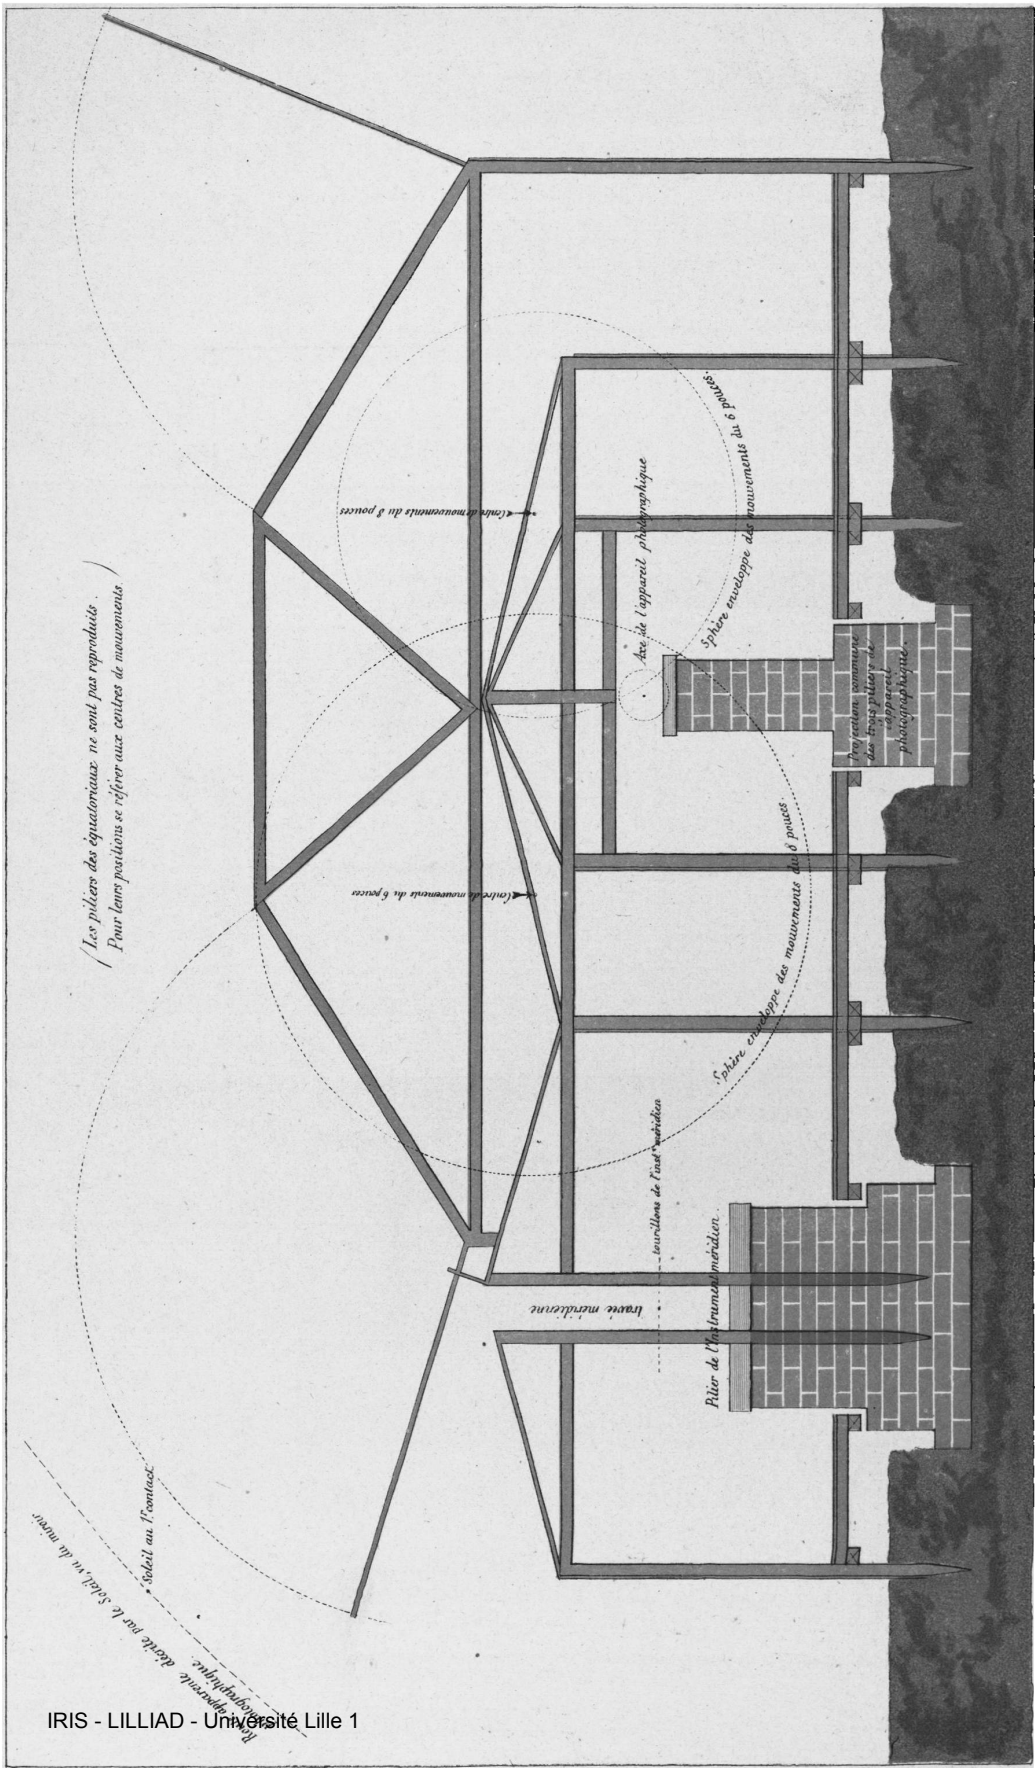 (Les piliers des équatoriaux ne sont pas reproduits.
Pour leurs positions se référer aux centres de mouvements)
Centre de mouvements du 8 pouces
Axe de l'appareil photographique
Sphère enveloppe des mouvements du 6 pouces.
Projection commune
des trois piliers de
l'appareil
photographique
Centre de mouvements du 6 pouces
Sphère enveloppe des mouvements du 8 pouces.
tourillons de l'inst.t méridien
travée méridienne
Pilier de l'Instrument méridien
Soleil au 1er contact
Route apparente décrite par le Soleil, vu du miroir
photographique.
IRIS - LILLIAD - Université Lille 1